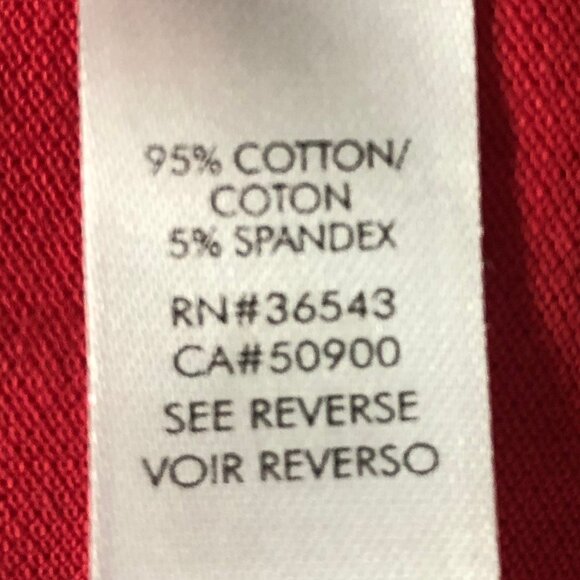 95% COTTON/
COTON
5% SPANDEX
RN#36543
CA#50900
SEE REVERSE
VOIR REVERSO